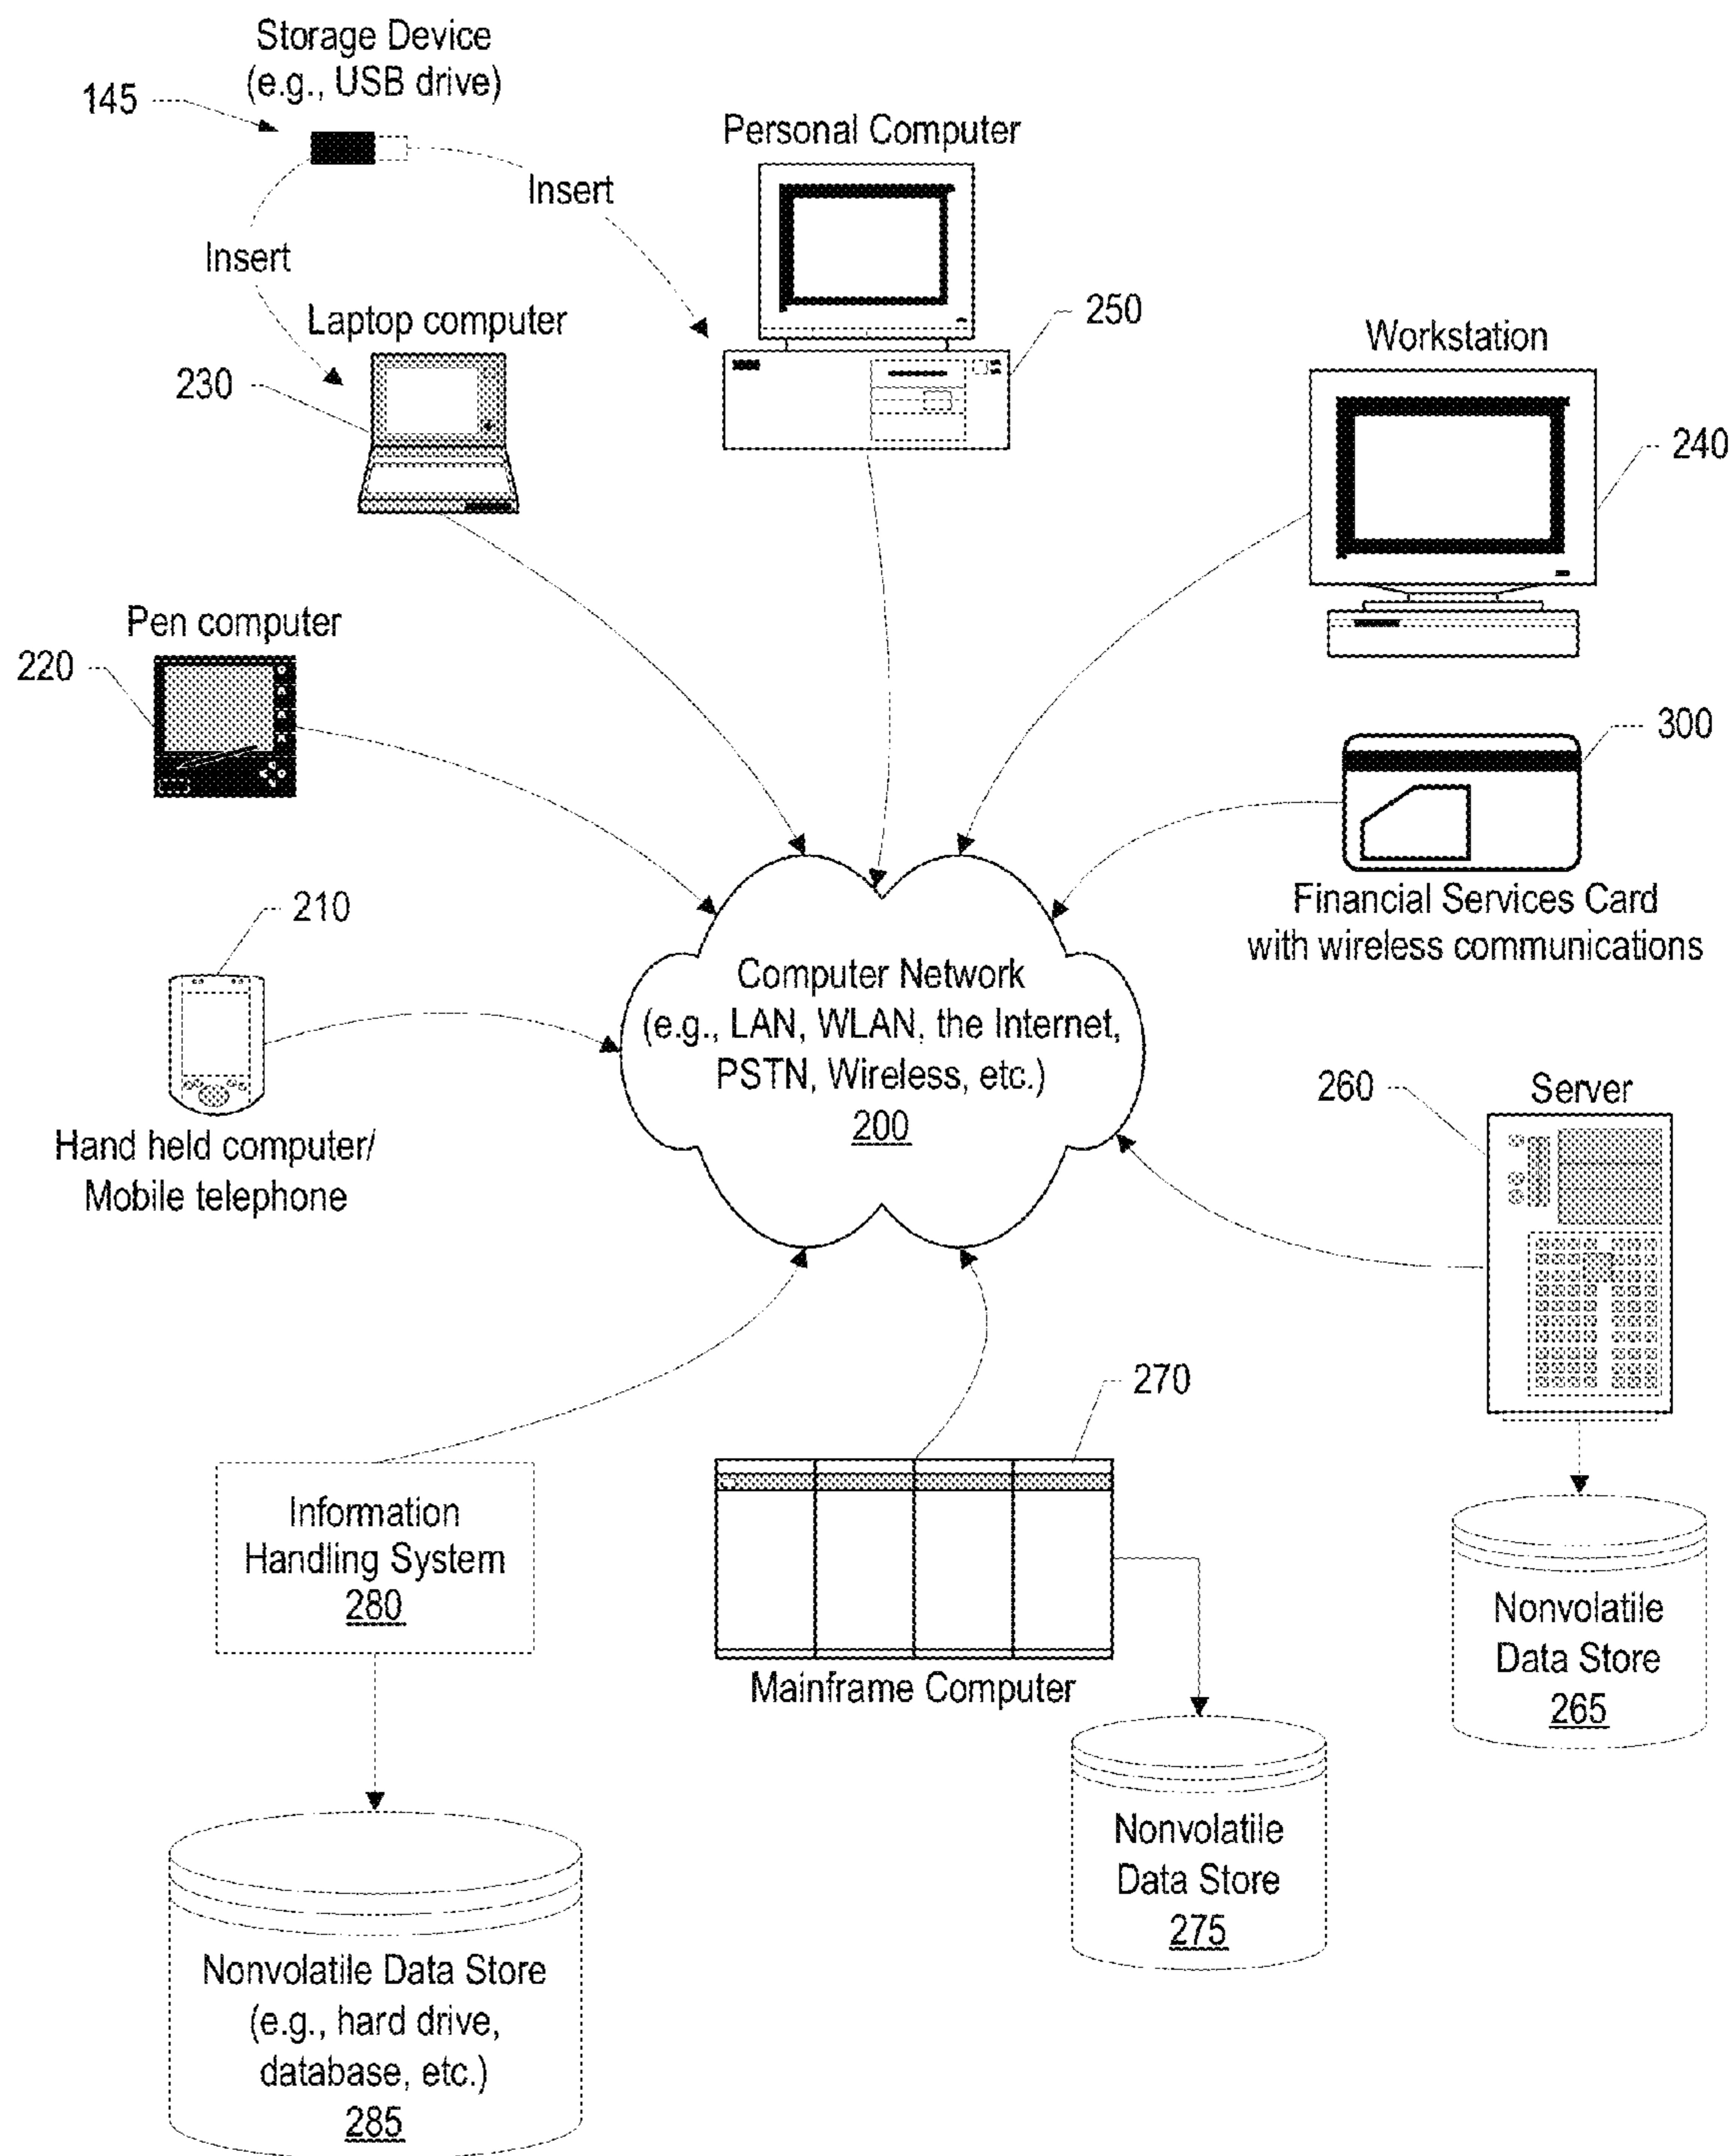 Storage Device
(e.g., USB drive)
145
Personal Computer
Insert
Insert
Laptop computer
250
Workstation
230
240
Pen computer
220
300
Financial Services Card
with wireless communications
210
Computer Network
(e.g., LAN, WLAN, the Internet,
PSTN, Wireless, etc.)
200
260
Server
Hand held computer/
Mobile telephone
270
Information
Handling System
280
Mainframe Computer
Nonvolatile
Data Store
265
Nonvolatile
Data Store
275
Nonvolatile Data Store
(e.g., hard drive,
database, etc.)
285